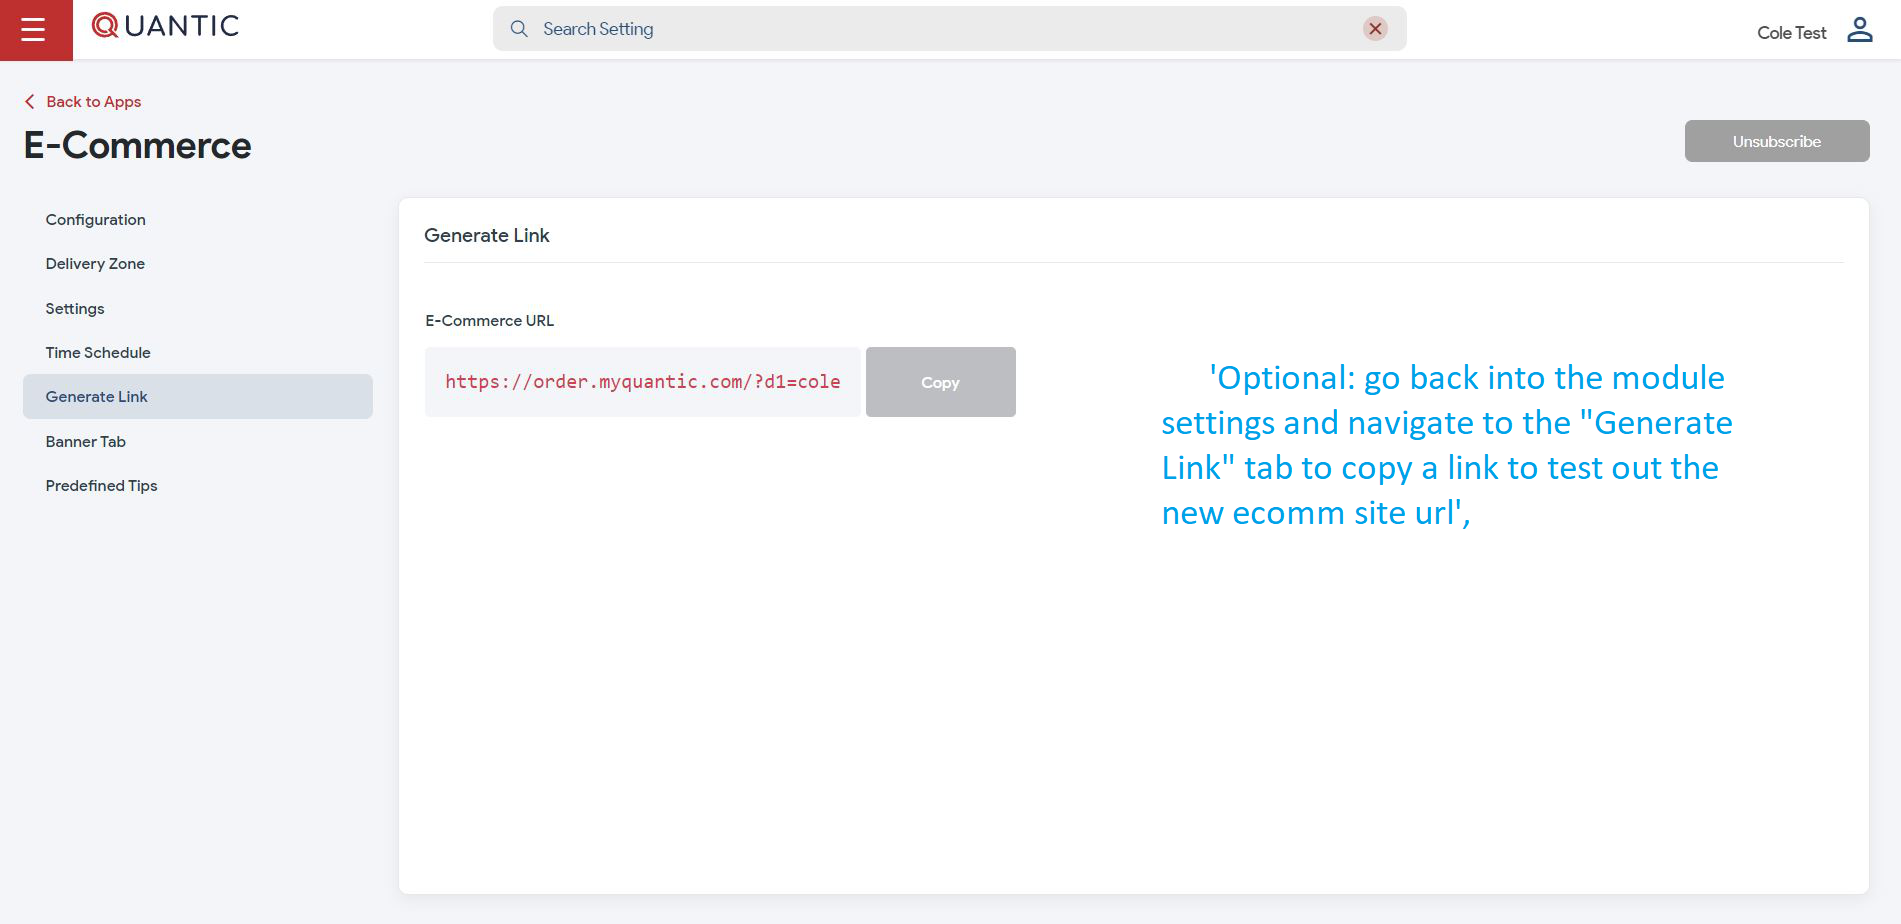 QUANTIC
Search Setting
Cole Test
Back to Apps
E-Commerce
Unsubscribe
Configuration
Delivery Zone
Settings
Time Schedule
Generate Link
Banner Tab
Predefined Tips
Generate Link
E-Commerce URL
https://order.myquantic.com/?d1=cole
Copy
'Optional: go back into the module
settings and navigate to the "Generate
Link" tab to copy a link to test out the
new ecomm site url',